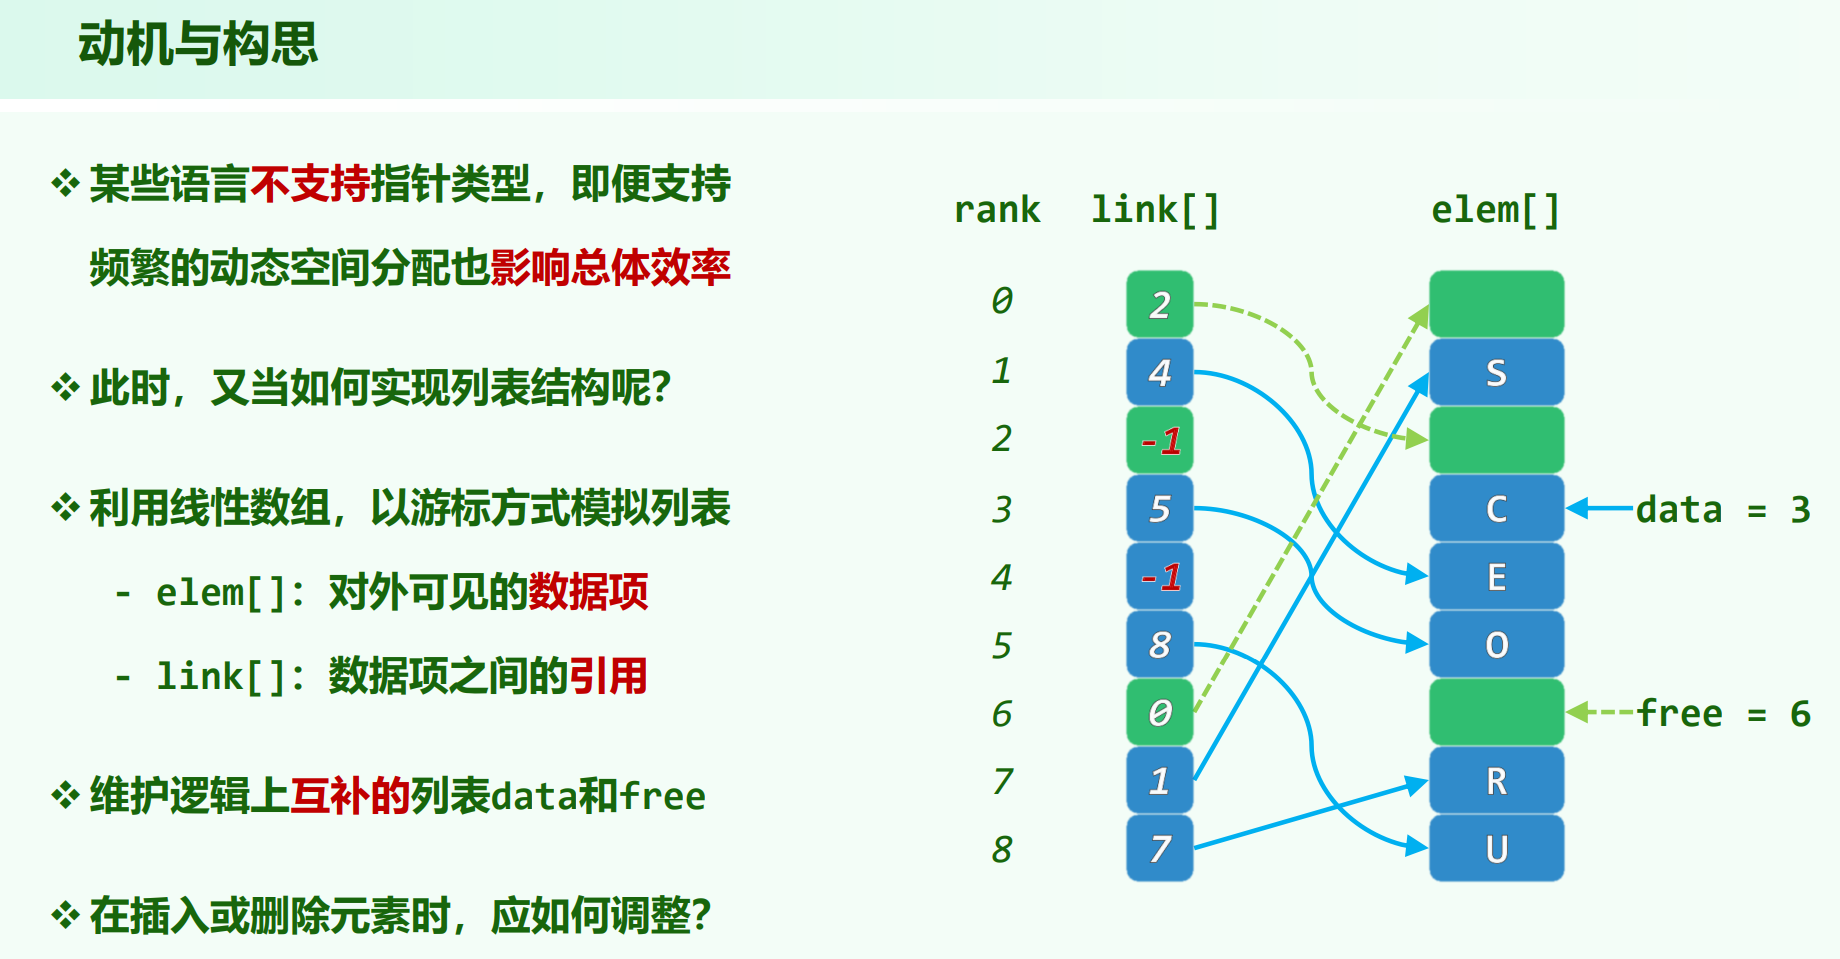 动机与构思
❖ 某些语言不支持指针类型，即便支持
频繁的动态空间分配也影响总体效率
❖ 此时，又当如何实现列表结构呢？
❖ 利用线性数组，以游标方式模拟列表
- elem[]：对外可见的数据项
- link[]：数据项之间的引用
❖ 维护逻辑上互补的列表data和free
❖ 在插入或删除元素时，应如何调整？
rank link[] elem[]
0 2
1 4 S
2 -1
3 5 C data = 3
4 -1 E
5 8 O
6 0 free = 6
7 1 R
8 7 U